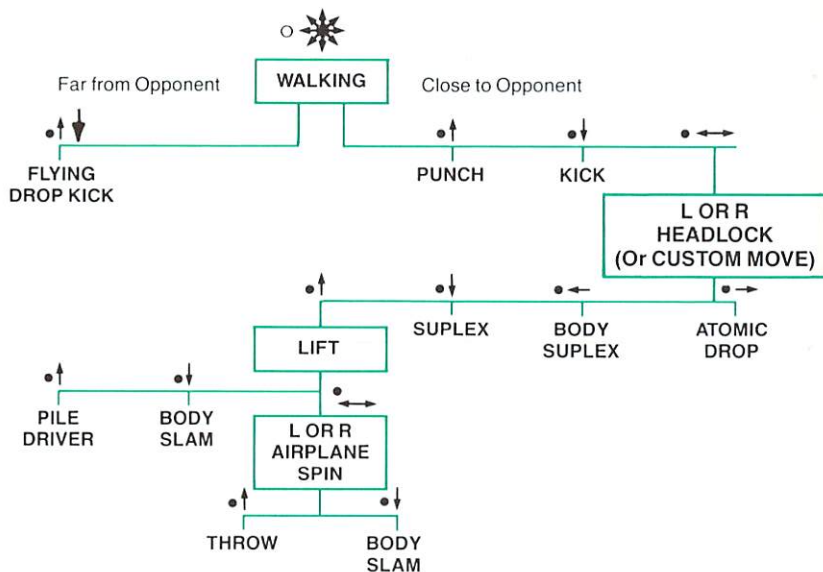 O
WALKING
Far from Opponent
Close to Opponent
FLYING
DROP KICK
PUNCH
KICK
L OR R
HEADLOCK
(Or CUSTOM MOVE)
LIFT
SUPLEX
BODY
SUPLEX
ATOMIC
DROP
PILE
DRIVER
BODY
SLAM
L OR R
AIRPLANE
SPIN
THROW
BODY
SLAM